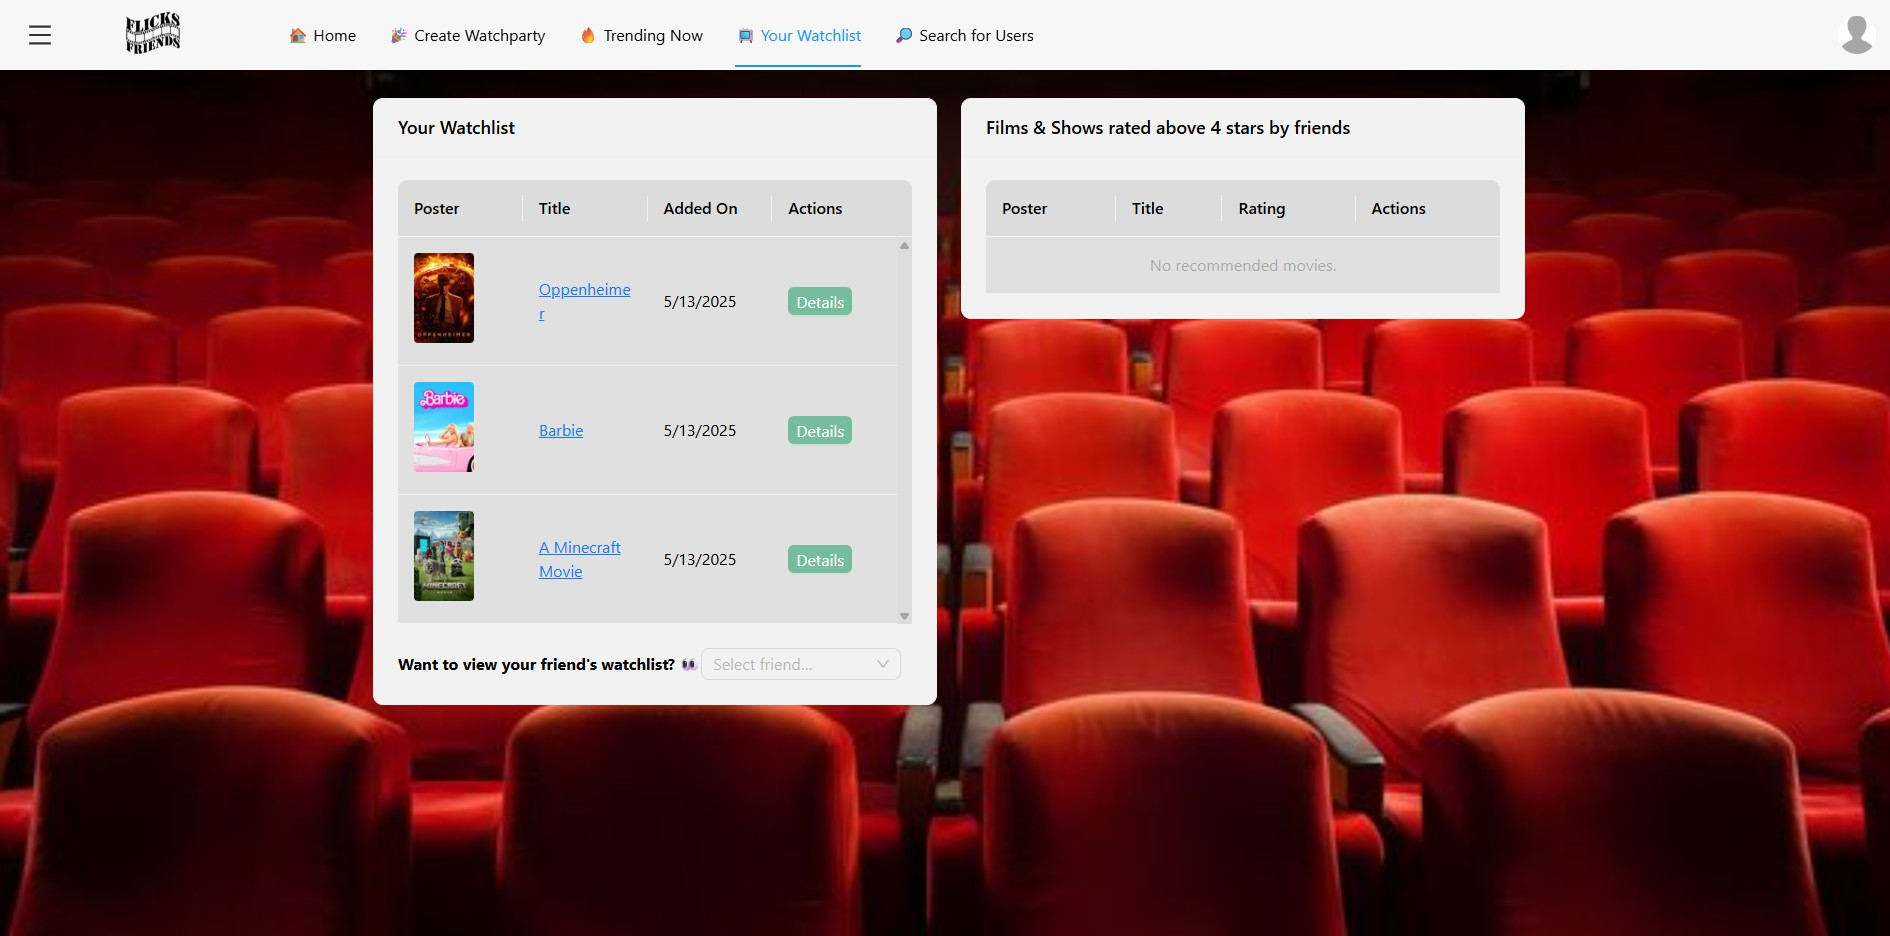 FLICKS
FRIENDS
Home
Create Watchparty
Trending Now
Your Watchlist
Search for Users
Your Watchlist
Poster Title Added On Actions
OPPENHEIMER
Oppenheime
r
5/13/2025
Details
Barbie
Barbie
5/13/2025
Details
MINECRAFT
MOVIE
A Minecraft
Movie
5/13/2025
Details
Want to view your friend's watchlist? 👀
Select friend...
Films & Shows rated above 4 stars by friends
Poster Title Rating Actions
No recommended movies.